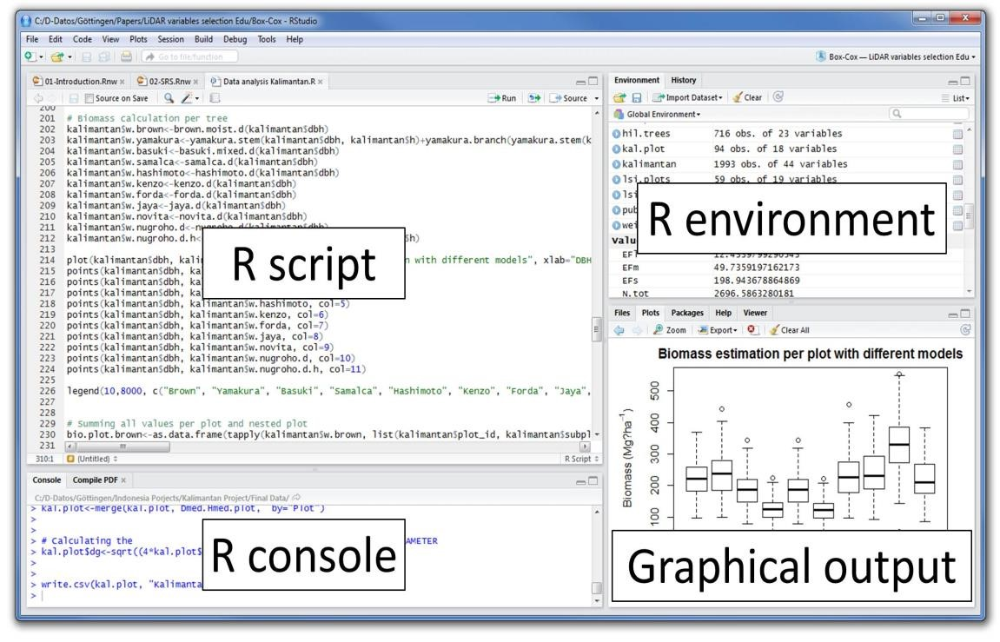 C:/D-Datos/Göttingen/Papers/LiDAR variables selection Edu/Box-Cox - RStudio
File Edit Code View Plots Session Build Debug Tools Help
Go to file/function
Box-Cox — LiDAR variables selection Edu
01-Introduction.Rnw × 02-SRS.Rnw × Data analysis Kalimantan.R ×
Source on Save Run Source
200
201 # Biomass calculation per tree
202 kalimantan$w.brown<-brown.moist.d(kalimantan$dbh)
203 kalimantan$w.yamakura<-yamakura.stem(kalimantan$dbh, kalimantan$h)+yamakura.branch(yamakura.stem(k
204 kalimantan$w.basuki<-basuki.mixed.d(kalimantan$dbh)
205 kalimantan$w.samalca<-samalca.d(kalimantan$dbh)
206 kalimantan$w.hashimoto<-hashimoto.d(kalimantan$dbh)
207 kalimantan$w.kenzo<-kenzo.d(kalimantan$dbh)
208 kalimantan$w.forda<-forda.d(kalimantan$dbh)
209 kalimantan$w.jaya<-jaya.d(kalimantan$dbh)
210 kalimantan$w.novita<-novita.d(kalimantan$dbh)
211 kalimantan$w.nugroho.d<-nugroho.d(kalimantan$dbh)
212 kalimantan$w.nugroho.d.h< $h)
213
214 plot(kalimantan$dbh, kali n with different models", xlab="DBH
215 points(kalimantan$dbh, ka
216 points(kalimantan$dbh, ka
217 points(kalimantan$dbh, ka
218 points(kalimantan$dbh, kalimantan$w.hashimoto, col=5)
219 points(kalimantan$dbh, kalimantan$w.kenzo, col=6)
220 points(kalimantan$dbh, kalimantan$w.forda, col=7)
221 points(kalimantan$dbh, kalimantan$w.jaya, col=8)
222 points(kalimantan$dbh, kalimantan$w.novita, col=9)
223 points(kalimantan$dbh, kalimantan$w.nugroho.d, col=10)
224 points(kalimantan$dbh, kalimantan$w.nugroho.d.h, col=11)
225
226 legend(10,8000, c("Brown", "Yamakura", "Basuki", "Samalca", "Hashimoto", "Kenzo", "Forda", "Jaya",
227
228
229 # Summing all values per plot and nested plot
230 bio.plot.brown<-as.data.frame(tapply(kalimantan$w.brown, list(kalimantan$plot_id, kalimantan$subpl
231
310:1 (Untitled) R Script
R script
Console Compile PDF ×
C:/D-Datos/Göttingen/Indonesia Porjects/Kalimantan Project/Final Data/
> kal.plot<-merge(kal.plot, Dmed.Hmed.plot, by="Plot")
>
>
> # Calculating the AMETER
> kal.plot$dg<-sqrt((4*kal.plot$
>
>
> write.csv(kal.plot, "Kalimanta
>
R console
Environment History
Import Dataset Clear List
Global Environment
hil.trees 716 obs. of 23 variables
kal.plot 94 obs. of 18 variables
kalimantan 1993 obs. of 44 variables
lsi.plots 59 obs. of 19 variables
lsi
pub
wei
Valu
EFm 49.7359197162173
EFs 198.943678864869
N.tot 2696.5863280181
R environment
Files Plots Packages Help Viewer
Zoom Export Clear All
Biomass estimation per plot with different models
Biomass (Mg?ha⁻¹)
500
400
300
200
100
Graphical output